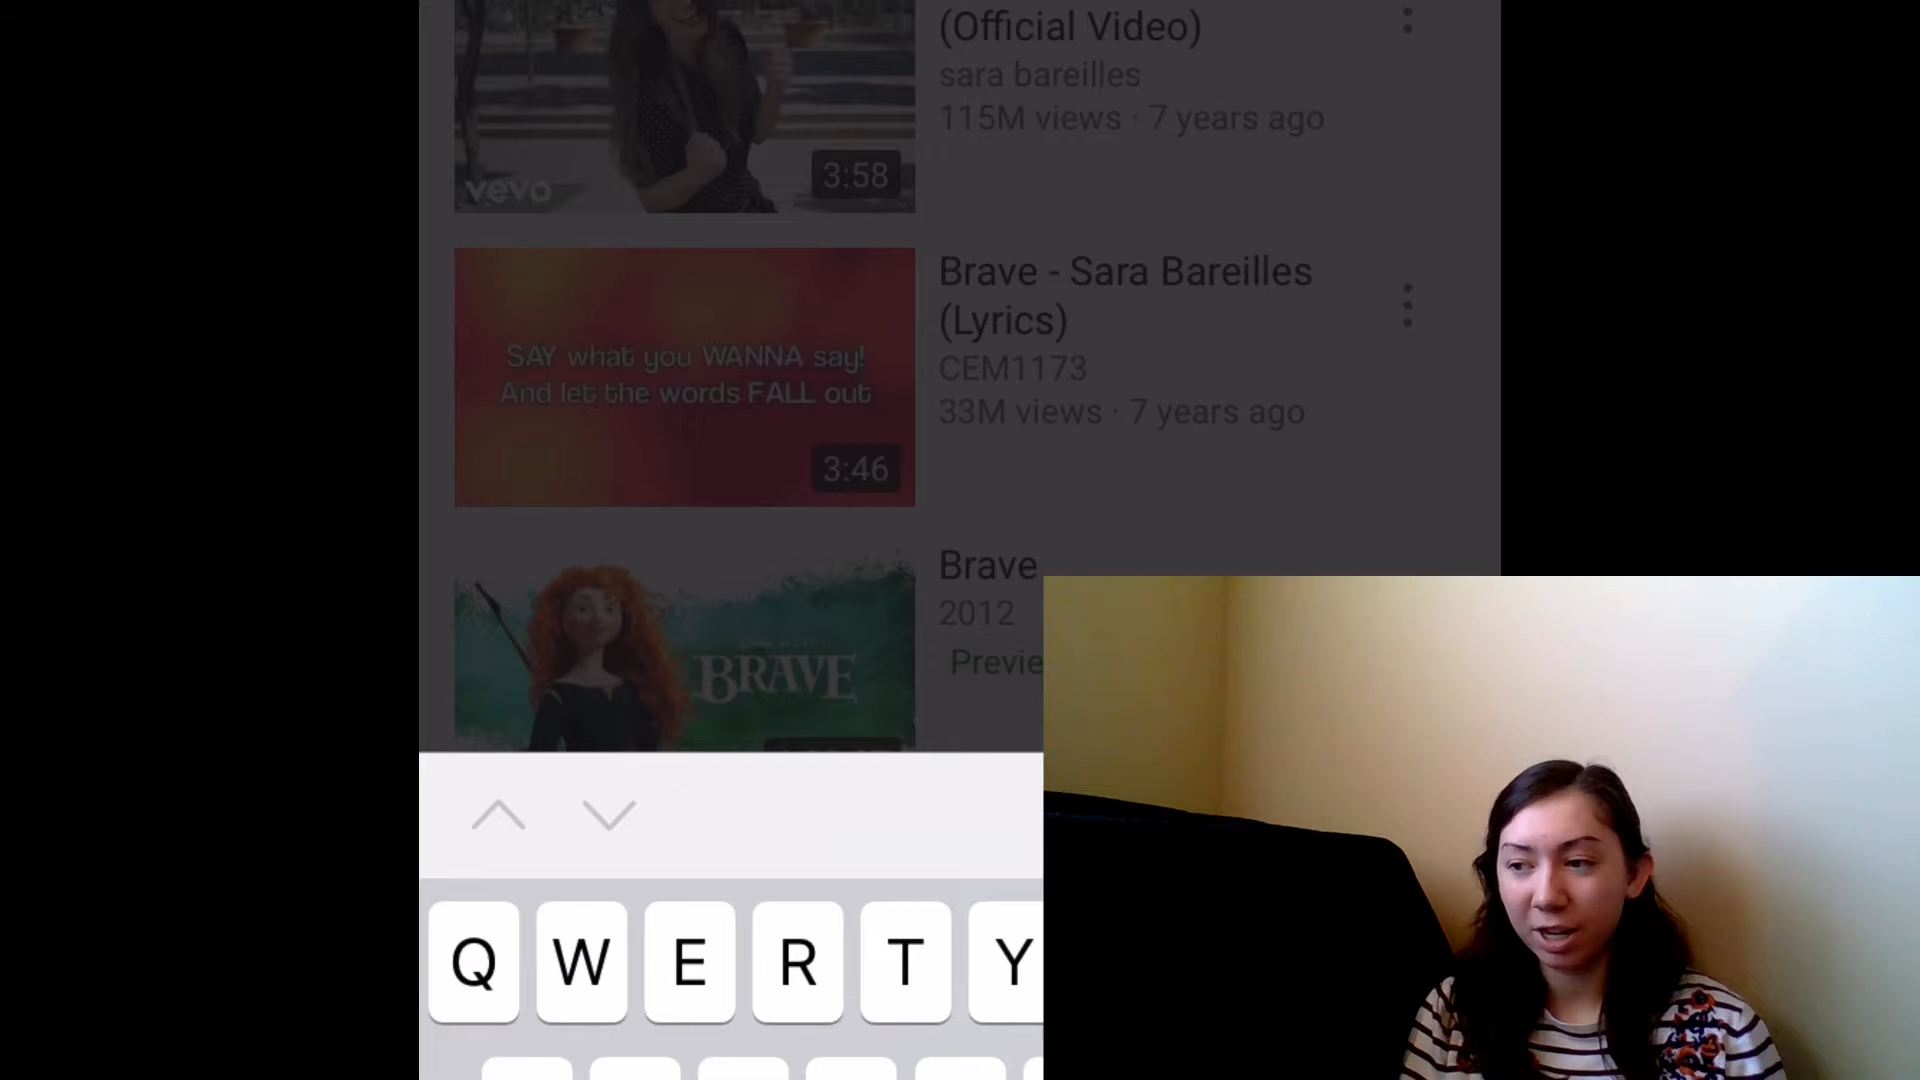 (Official Video)
sara bareilles
115M views · 7 years ago
3:58
vevo
Brave - Sara Bareilles
(Lyrics)
CEM1173
33M views · 7 years ago
SAY what you WANNA say!
And let the words FALL out
3:46
Brave
2012
Previe
BRAVE
Q W E R T Y